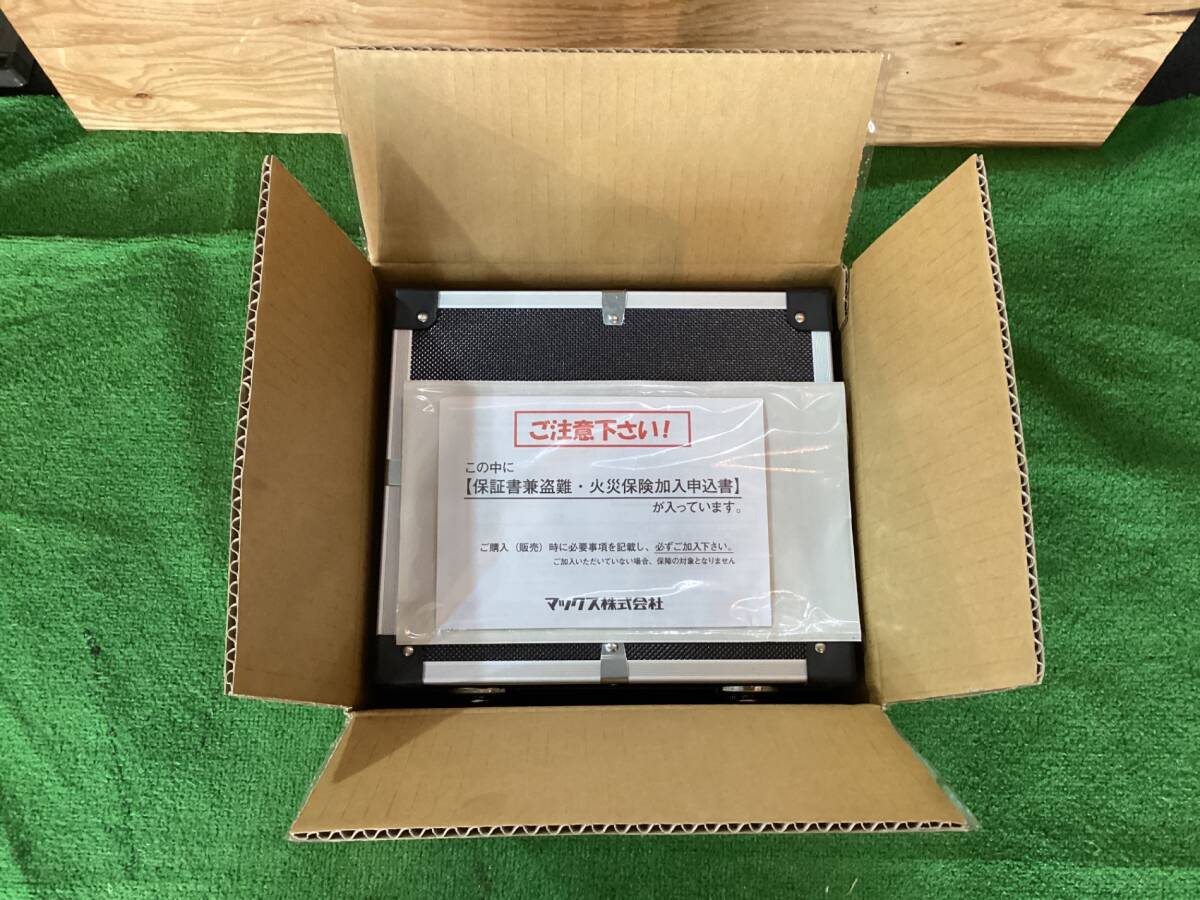 ご注意下さい!
この中に
【保証書兼盗難・火災保険加入申込書】
が入っています。
ご購入（販売）時に必要事項を記載し、必ずご加入下さい。
ご加入いただいていない場合、保障の対象となりません
マックス株式会社